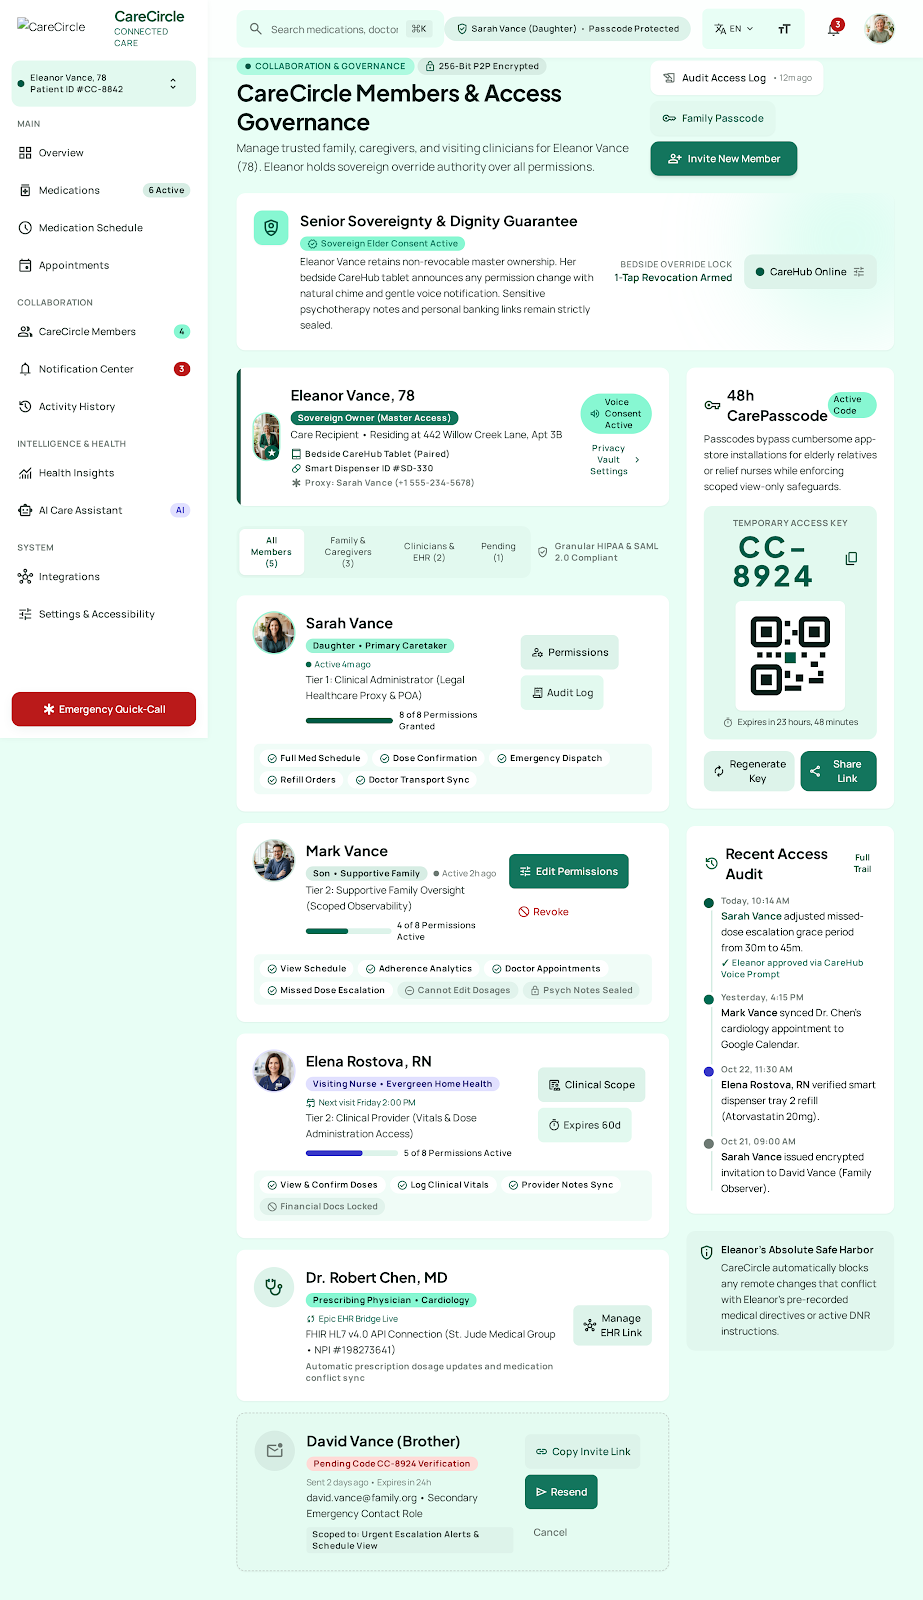 CareCircle
CareCircle
CONNECTED
CARE
Search medications, doctor
⌘K
Sarah Vance (Daughter) • Passcode Protected
EN
3
Eleanor Vance, 78
Patient ID #CC-8842
MAIN
Overview
Medications
6 Active
Medication Schedule
Appointments
COLLABORATION
CareCircle Members
4
Notification Center
3
Activity History
INTELLIGENCE & HEALTH
Health Insights
AI Care Assistant
AI
SYSTEM
Integrations
Settings & Accessibility
Emergency Quick-Call
COLLABORATION & GOVERNANCE
256-Bit P2P Encrypted
CareCircle Members & Access
Governance
Manage trusted family, caregivers, and visiting clinicians for Eleanor Vance
(78). Eleanor holds sovereign override authority over all permissions.
Audit Access Log
• 12m ago
Family Passcode
Invite New Member
Senior Sovereignty & Dignity Guarantee
Sovereign Elder Consent Active
Eleanor Vance retains non-revocable master ownership. Her
bedside CareHub tablet announces any permission change with
natural chime and gentle voice notification. Sensitive
psychotherapy notes and personal banking links remain strictly
sealed.
BEDSIDE OVERRIDE LOCK
1-Tap Revocation Armed
CareHub Online
Eleanor Vance, 78
Sovereign Owner (Master Access)
Care Recipient • Residing at 442 Willow Creek Lane, Apt 3B
Bedside CareHub Tablet (Paired)
Smart Dispenser ID #SD-330
Proxy: Sarah Vance (+1 555-234-5678)
Voice
Consent
Active
Privacy
Vault
Settings
All
Members
(5)
Family &
Caregivers
(3)
Clinicians &
EHR (2)
Pending
(1)
Granular HIPAA & SAML
2.0 Compliant
Sarah Vance
Daughter • Primary Caretaker
Active 4m ago
Tier 1: Clinical Administrator (Legal
Healthcare Proxy & POA)
8 of 8 Permissions
Granted
Permissions
Audit Log
Full Med Schedule
Dose Confirmation
Emergency Dispatch
Refill Orders
Doctor Transport Sync
Mark Vance
Son • Supportive Family
Active 2h ago
Tier 2: Supportive Family Oversight
(Scoped Observability)
4 of 8 Permissions
Active
Edit Permissions
Revoke
View Schedule
Adherence Analytics
Doctor Appointments
Missed Dose Escalation
Cannot Edit Dosages
Psych Notes Sealed
Elena Rostova, RN
Visiting Nurse • Evergreen Home Health
Next visit Friday 2:00 PM
Tier 2: Clinical Provider (Vitals & Dose
Administration Access)
5 of 8 Permissions Active
Clinical Scope
Expires 60d
View & Confirm Doses
Log Clinical Vitals
Provider Notes Sync
Financial Docs Locked
Dr. Robert Chen, MD
Prescribing Physician • Cardiology
Epic EHR Bridge Live
FHIR HL7 v4.0 API Connection (St. Jude Medical Group
• NPI #198273641)
Automatic prescription dosage updates and medication
conflict sync
Manage
EHR Link
David Vance (Brother)
Pending Code CC-8924 Verification
Sent 2 days ago • Expires in 24h
david.vance@family.org • Secondary
Emergency Contact Role
Scoped to: Urgent Escalation Alerts &
Schedule View
Copy Invite Link
Resend
Cancel
48h
CarePasscode
Active
Code
Passcodes bypass cumbersome app-
store installations for elderly relatives
or relief nurses while enforcing
scoped view-only safeguards.
TEMPORARY ACCESS KEY
CC-
8924
Expires in 23 hours, 48 minutes
Regenerate
Key
Share
Link
Recent Access
Audit
Full
Trail
Today, 10:14 AM
Sarah Vance adjusted missed-
dose escalation grace period
from 30m to 45m.
✓ Eleanor approved via CareHub
Voice Prompt
Yesterday, 4:15 PM
Mark Vance synced Dr. Chen's
cardiology appointment to
Google Calendar.
Oct 22, 11:30 AM
Elena Rostova, RN verified smart
dispenser tray 2 refill
(Atorvastatin 20mg).
Oct 21, 09:00 AM
Sarah Vance issued encrypted
invitation to David Vance (Family
Observer).
Eleanor's Absolute Safe Harbor
CareCircle automatically blocks
any remote changes that conflict
with Eleanor's pre-recorded
medical directives or active DNR
instructions.